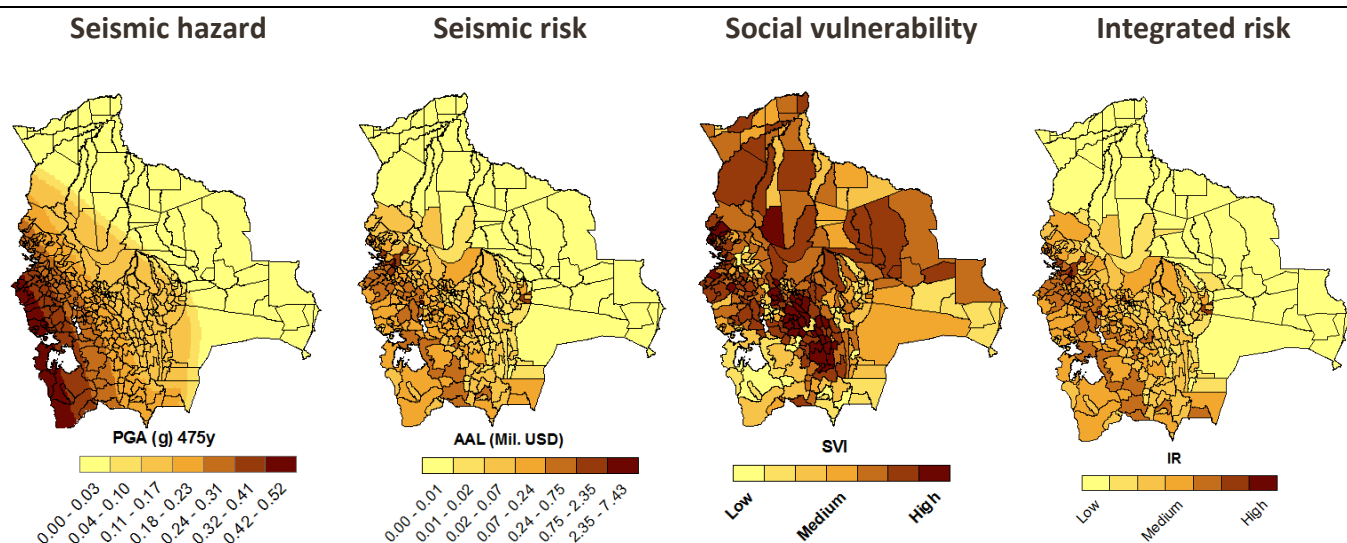 Seismic hazard
Seismic risk
Social vulnerability
Integrated risk
PGA (g) 475y
0.00 - 0.03
0.04 - 0.10
0.11 - 0.17
0.18 - 0.23
0.24 - 0.31
0.32 - 0.41
0.42 - 0.52
AAL (Mil. USD)
0.00 - 0.01
0.01 - 0.02
0.02 - 0.07
0.07 - 0.24
0.24 - 0.75
0.75 - 2.35
2.35 - 7.43
SVI
Low
Medium
High
IR
Low
Medium
High